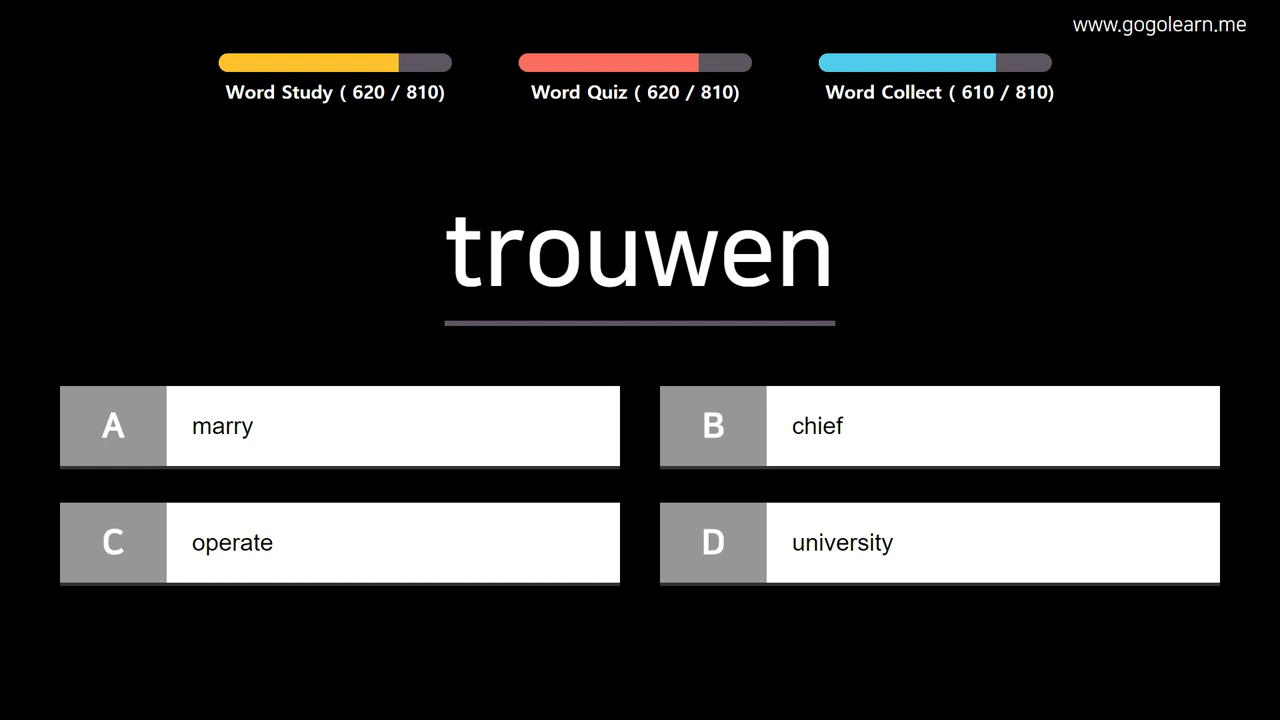 www.gogolearn.me
Word Study ( 620 / 810)
Word Quiz ( 620 / 810)
Word Collect ( 610 / 810)
trouwen
A marry
B chief
C operate
D university